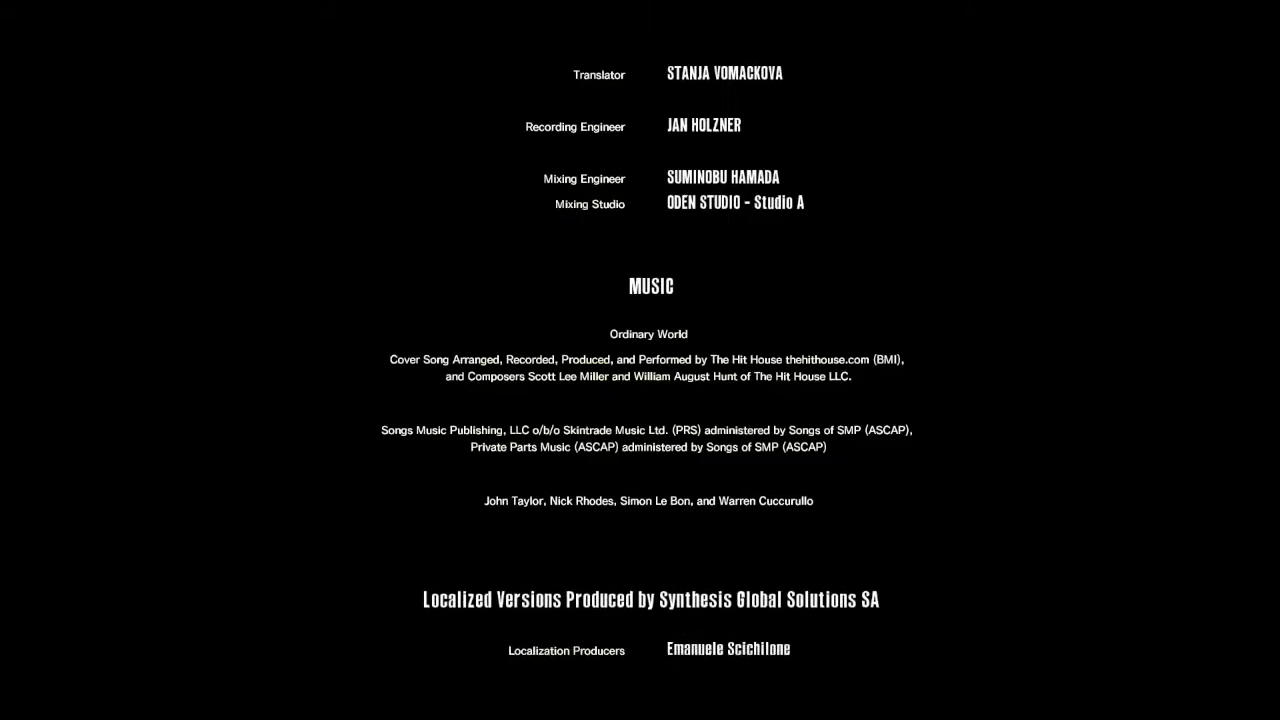 Translator STANJA VOMACKOVA
Recording Engineer JAN HOLZNER
Mixing Engineer SUMINOBU HAMADA
Mixing Studio ODEN STUDIO - Studio A
MUSIC
Ordinary World
Cover Song Arranged, Recorded, Produced, and Performed by The Hit House thehithouse.com (BMI),
and Composers Scott Lee Miller and William August Hunt of The Hit House LLC.
Songs Music Publishing, LLC o/b/o Skintrade Music Ltd. (PRS) administered by Songs of SMP (ASCAP),
Private Parts Music (ASCAP) administered by Songs of SMP (ASCAP)
John Taylor, Nick Rhodes, Simon Le Bon, and Warren Cuccurullo
Localized Versions Produced by Synthesis Global Solutions SA
Localization Producers Emanuele Scichilone